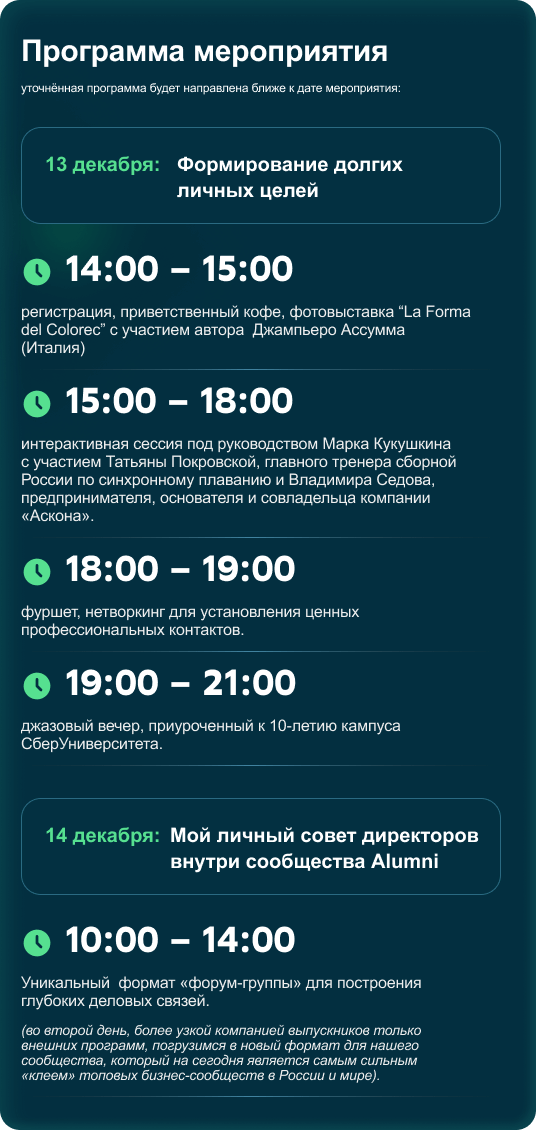 Программа мероприятия
уточнённая программа будет направлена ближе к дате мероприятия:
13 декабря: Формирование долгих
личных целей
14:00 – 15:00
регистрация, приветственный кофе, фотовыставка “La Forma
del Colorec” с участием автора  Джампьеро Ассумма
(Италия)
15:00 – 18:00
интерактивная сессия под руководством Марка Кукушкина
с участием Татьяны Покровской, главного тренера сборной
России по синхронному плаванию и Владимира Седова,
предпринимателя, основателя и совладельца компании
«Аскона».
18:00 – 19:00
фуршет, нетворкинг для установления ценных
профессиональных контактов.
19:00 – 21:00
джазовый вечер, приуроченный к 10-летию кампуса
СберУниверситета.
14 декабря: Мой личный совет директоров
внутри сообщества Alumni
10:00 – 14:00
Уникальный  формат «форум-группы» для построения
глубоких деловых связей.
(во второй день, более узкой компанией выпускников только
внешних программ, погрузимся в новый формат для нашего
сообщества, который на сегодня является самым сильным
«клеем» топовых бизнес-сообществ в России и мире).